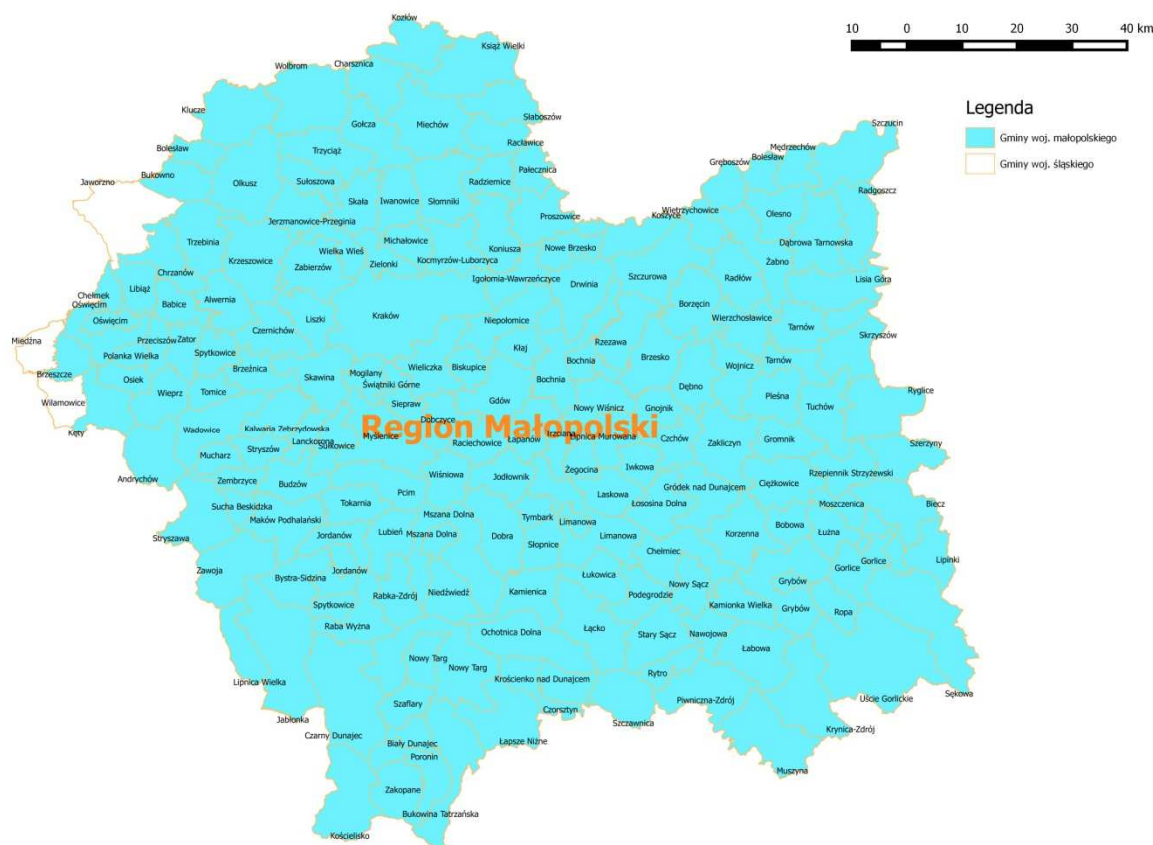 Kozłów
Książ Wielki
10 0 10 20 30 40 km
Wolbrom
Charsznica
Klucze
Legenda
Słaboszów
Gołcza
Miechów
Szczucin
Gminy woj. małopolskiego
Racławice
Bolesław
Trzyciąż
Mędrzechów
Bolesław
Gręboszów
Gminy woj. śląskiego
Pałecznica
Bukowno
Jaworzno
Olkusz
Sułoszowa
Radziemice
Radgoszcz
Skała
Iwanowice
Słomniki
Wietrzychowice
Koszyce
Proszowice
Olesno
Jerzmanowice-Przeginia
Trzebinia
Michałowice
Dąbrowa Tarnowska
Wielka Wieś
Koniusza
Nowe Brzesko
Krzeszowice
Zabierzów
Zielonki
Kocmyrzów-Luborzyca
Żabno
Chrzanów
Igołomia-Wawrzeńczyce
Szczurowa
Radłów
Lisia Góra
Drwinia
Libiąż
Chełmek
Oświęcim
Babice
Alwernia
Borzęcin
Oświęcim
Liszki
Kraków
Niepołomice
Wierzchosławice
Czernichów
Tarnów
Skrzyszów
Miedźna
Przeciszów
Zator
Rzezawa
Kłaj
Polanka Wielka
Spytkowice
Bochnia
Brzesko
Tarnów
Brzeszcze
Brzeźnica
Mogilany
Wieliczka
Biskupice
Wojnicz
Osiek
Skawina
Bochnia
Świątniki Górne
Dębno
Wieprz
Tomice
Ryglice
Wilamowice
Siepraw
Gdów
Nowy Wiśnicz
Gnojnik
Pleśna
Tuchów
Dobczyce
Kęty
Wadowice
Kalwaria Zebrzydowska
Region Małopolski
Myślenice
Trzciana
Lipnica Murowana
Lanckorona
Sułkowice
Raciechowice
Łapanów
Czchów
Zakliczyn
Gromnik
Szerzyny
Mucharz
Stryszów
Żegocina
Iwkowa
Andrychów
Zembrzyce
Budzów
Wiśniowa
Jodłownik
Rzepiennik Strzyżewski
Pcim
Laskowa
Gródek nad Dunajcem
Ciężkowice
Sucha Beskidzka
Tokarnia
Łososina Dolna
Moszczenica
Biecz
Maków Podhalański
Mszana Dolna
Tymbark
Limanowa
Bobowa
Stryszawa
Jordanów
Lubień
Mszana Dolna
Dobra
Słopnice
Limanowa
Korzenna
Łużna
Chełmiec
Lipinki
Zawoja
Bystra-Sidzina
Jordanów
Łukowica
Nowy Sącz
Grybów
Gorlice
Gorlice
Rabka-Zdrój
Niedźwiedź
Kamienica
Podegrodzie
Spytkowice
Kamionka Wielka
Grybów
Ropa
Raba Wyżna
Ochotnica Dolna
Łącko
Stary Sącz
Nawojowa
Łabowa
Nowy Targ
Nowy Targ
Rytro
Lipnica Wielka
Krościenko nad Dunajcem
Piwniczna-Zdrój
Uście Gorlickie
Sękowa
Szaflary
Czorsztyn
Jabłonka
Szczawnica
Krynica-Zdrój
Czarny Dunajec
Biały Dunajec
Łapsze Niżne
Poronin
Muszyna
Zakopane
Bukowina Tatrzańska
Kościelisko